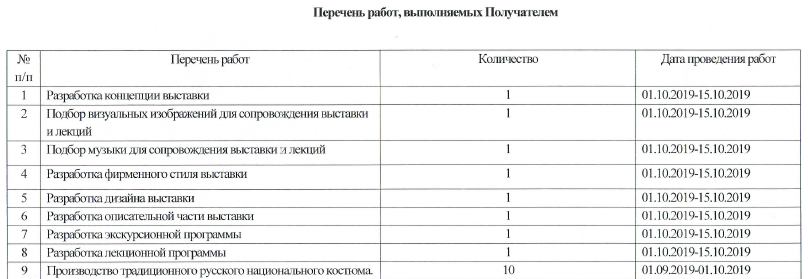 Перечень работ, выполняемых Получателем
№ п/п Перечень работ Количество Дата проведения работ
1 Разработка концепции выставки 1 01.10.2019-15.10.2019
2 Подбор визуальных изображений для сопровождения выставки 1 01.10.2019-15.10.2019
и лекций
3 Подбор музыки для сопровождения выставки и лекций 1 01.10.2019-15.10.2019
4 Разработка фирменного стиля выставки 1 01.10.2019-15.10.2019
5 Разработка дизайна выставки 1 01.10.2019-15.10.2019
6 Разработка описательной части выставки 1 01.10.2019-15.10.2019
7 Разработка экскурсионной программы 1 01.10.2019-15.10.2019
8 Разработка лекционной программы 1 01.10.2019-15.10.2019
9 Производство традиционного русского национального костюма. 10 01.09.2019-01.10.2019